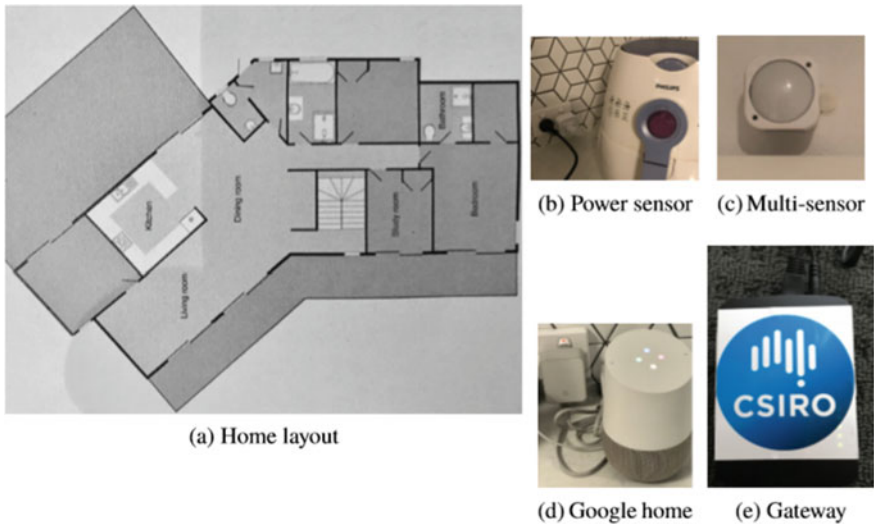 Kitchen
Dining room
Living room
Study room
Bedroom
Bathroom
(a) Home layout
PHILIPS
(b) Power sensor
(c) Multi-sensor
(d) Google home
CSIRO
(e) Gateway